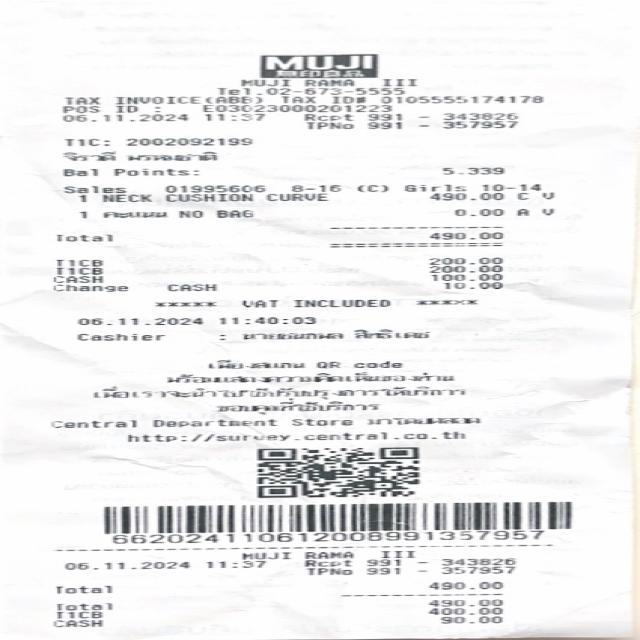 MUJI
無印良品
MUJI RAMA III
Tel.02-673-5555
TAX INVOICE(ABB) TAX ID# 0105555174178
POS ID : E03023000201223
06.11.2024 11:37 Rcpt 991 - 343826
TPNo 991 - 357957
T1C: 2002092199
จิราวดี พรหมชาติ
Bal Points: 5.339
Sales 01995606 8-16 (C) Girls 10-14
1 NECK CUSHION CURVE 490.00 C V
1 คะแนน NO BAG 0.00 A V
Total 490.00
T1CB 200.00
T1CB 200.00
CASH 100.00
Change CASH 10.00
***** VAT INCLUDED *****
06.11.2024 11:40:03
Cashier : นาย สิทธิเดช
เพียงสแกน QR code
พร้อมแสดงความคิดเห็นของท่าน
เพื่อเราจะนำไปใช้ปรับปรุงการให้บริการ
ขอบคุณที่ใช้บริการ
Central Department Store
http://survey.central.co.th
662024110612008991357957
MUJI RAMA III
06.11.2024 11:37 Rcpt 991 - 343826
TPNo 991 - 357957
Total 490.00
Total 490.00
T1CB 400.00
CASH 90.00